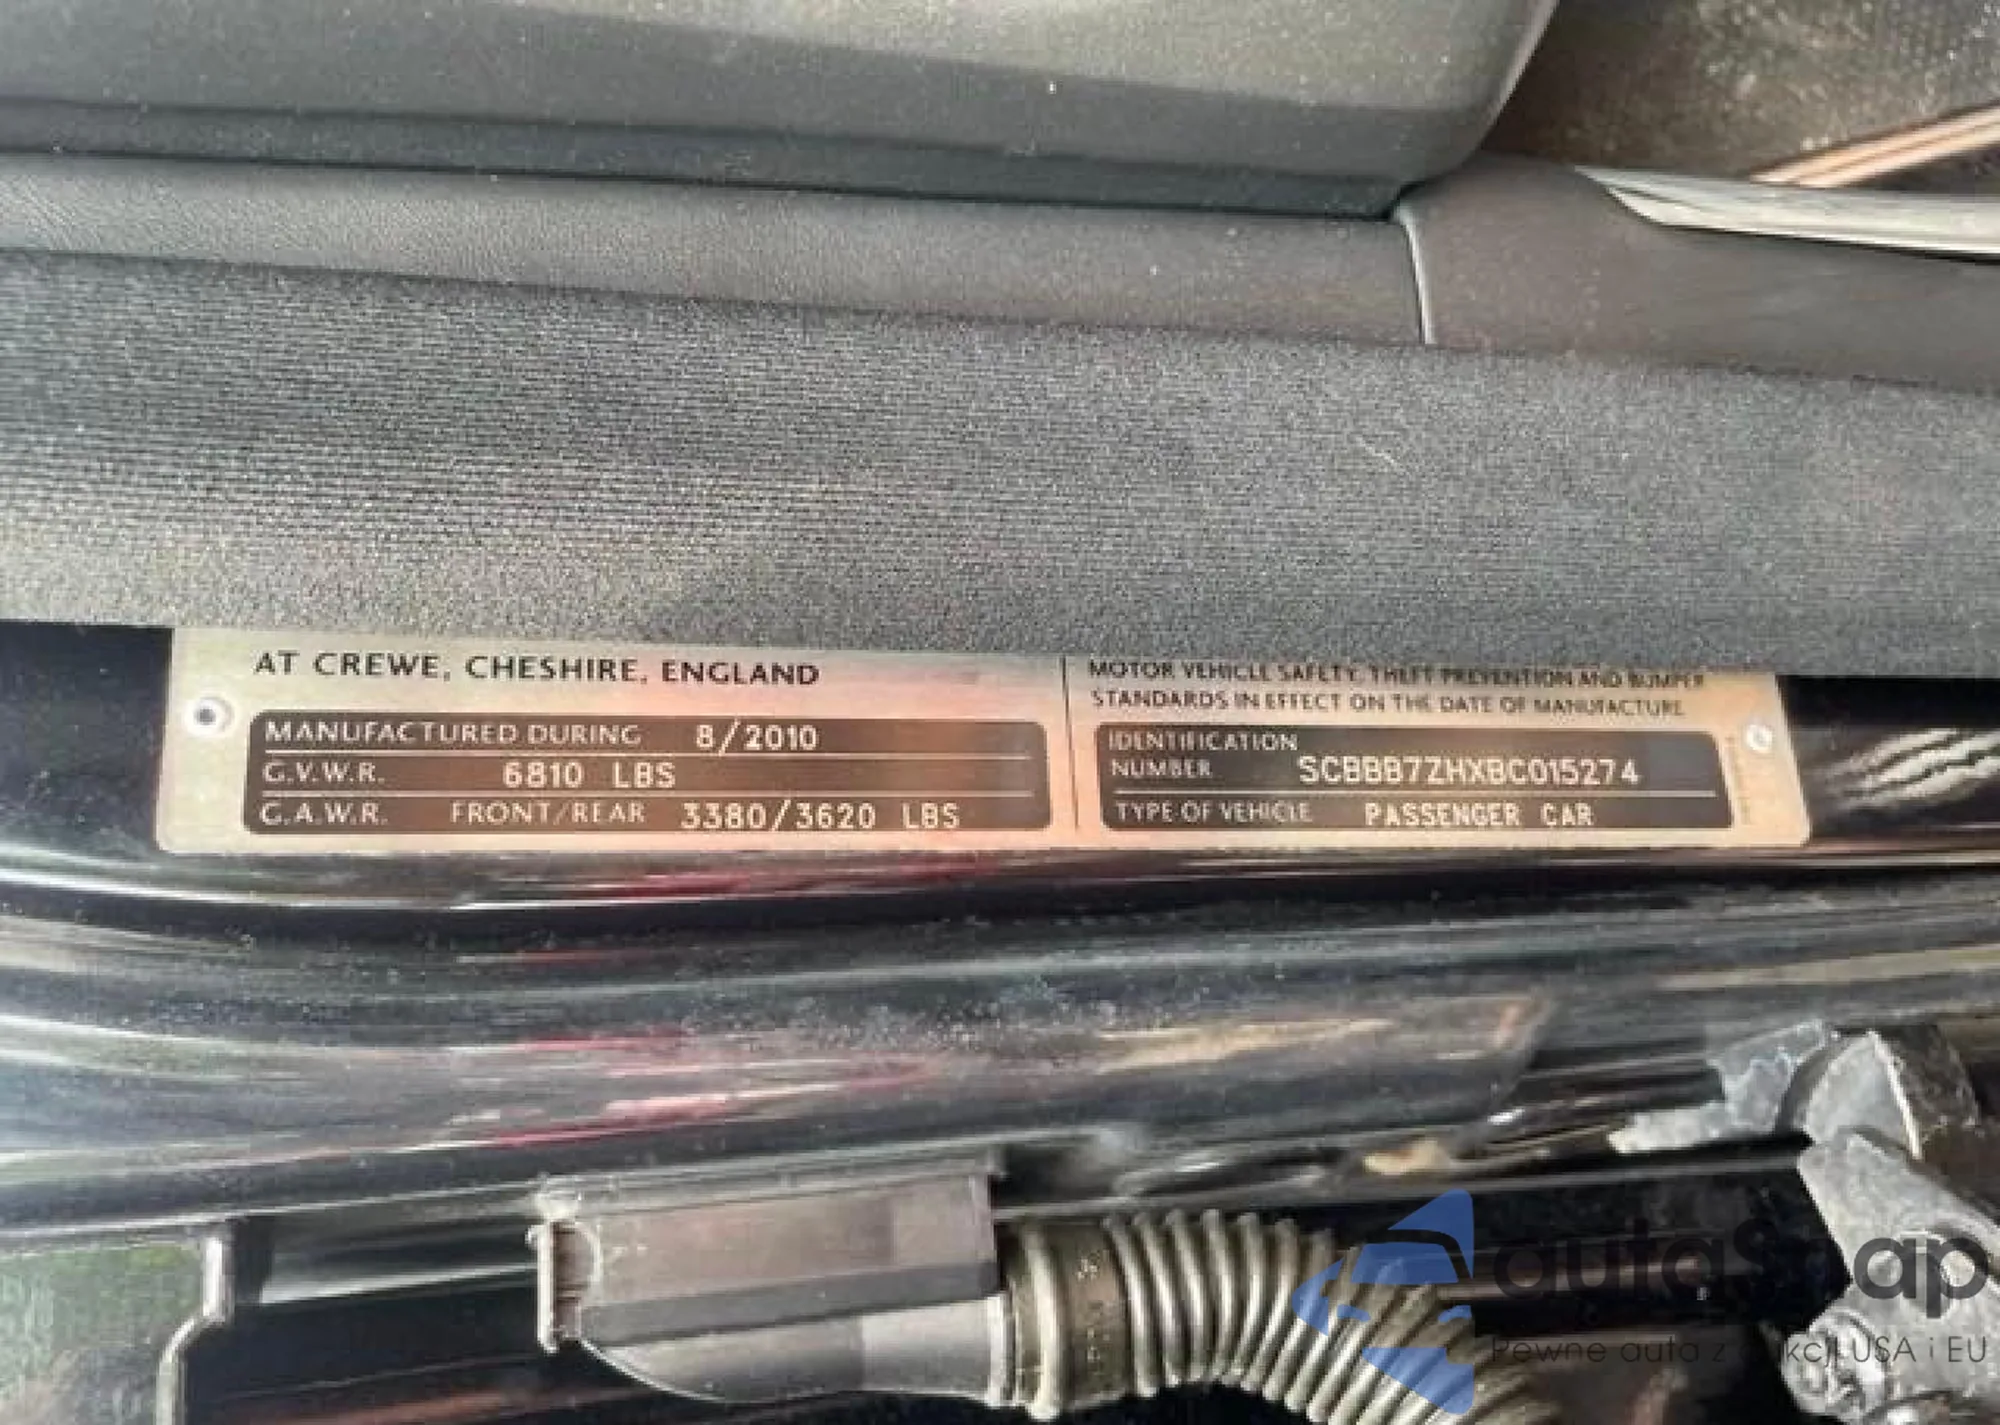 AT CREWE, CHESHIRE, ENGLAND
MANUFACTURED DURING 8/2010
G.V.W.R. 6810 LBS
G.A.W.R. FRONT/REAR 3380/3620 LBS
MOTOR VEHICLE SAFETY, THEFT PREVENTION AND BUMPER
STANDARDS IN EFFECT ON THE DATE OF MANUFACTURE
IDENTIFICATION
NUMBER SCBBB7ZHXBC015274
TYPE OF VEHICLE PASSENGER CAR
autaSnap
Pewne auta z aukcji USA i EU